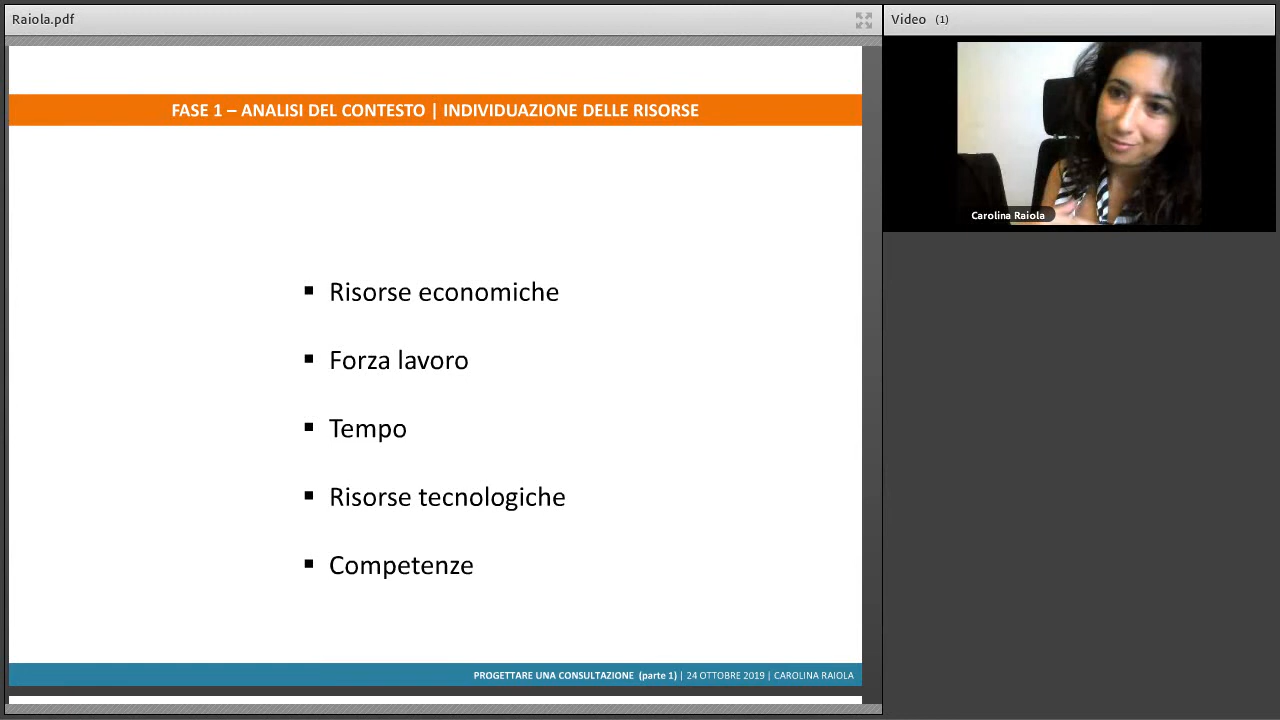 Raiola.pdf
Video (1)
FASE 1 – ANALISI DEL CONTESTO | INDIVIDUAZIONE DELLE RISORSE
Carolina Raiola
▪ Risorse economiche
▪ Forza lavoro
▪ Tempo
▪ Risorse tecnologiche
▪ Competenze
PROGETTARE UNA CONSULTAZIONE (parte 1) | 24 OTTOBRE 2019 | CAROLINA RAIOLA